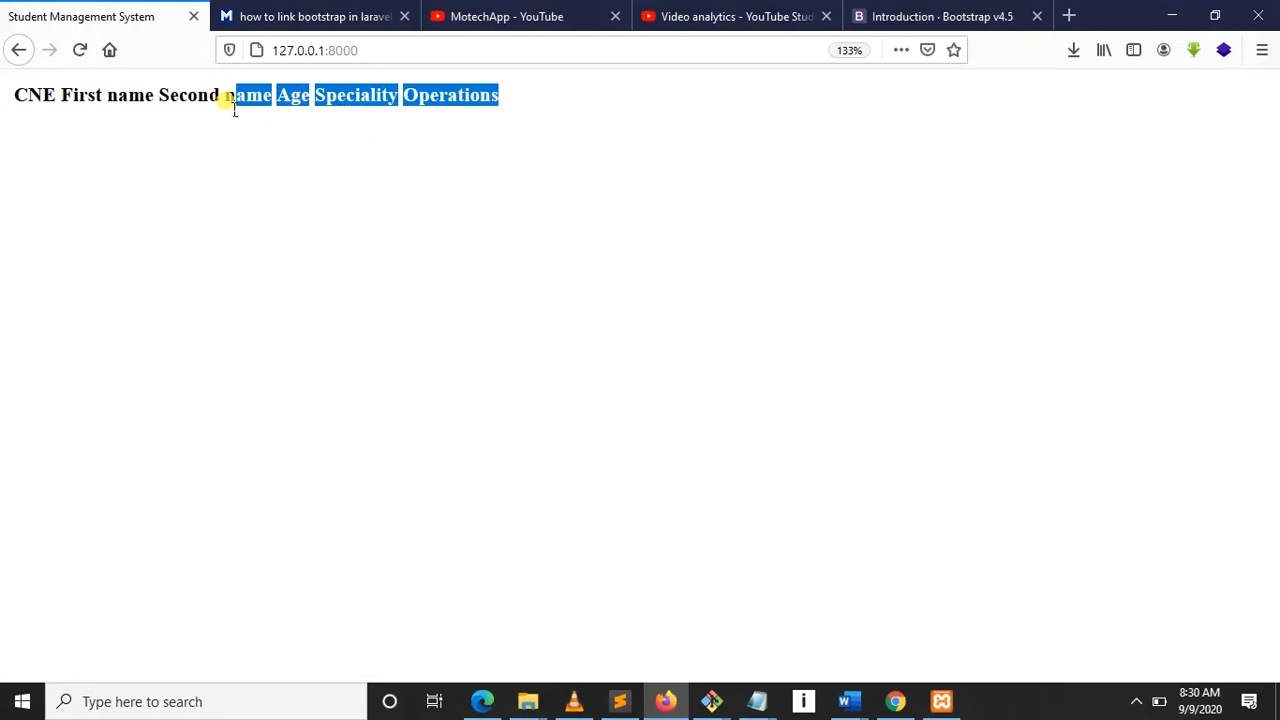 Student Management System
how to link bootstrap in laravel
MotechApp - YouTube
Video analytics - YouTube Stud
Introduction · Bootstrap v4.5
127.0.0.1:8000
133%
CNE First name Second name Age Speciality Operations
Type here to search
8:30 AM
9/9/2020